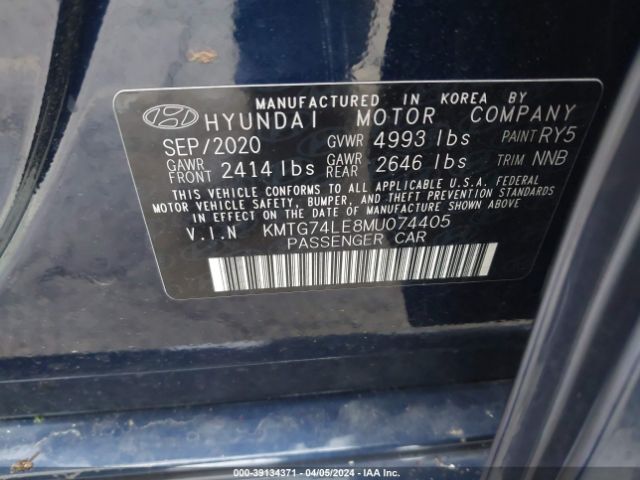 MANUFACTURED IN KOREA BY
HYUNDAI MOTOR COMPANY
SEP/2020 GVWR 4993 lbs PAINT RY5
GAWR FRONT 2414 lbs GAWR REAR 2646 lbs TRIM NNB
THIS VEHICLE CONFORMS TO ALL APPLICABLE U.S.A. FEDERAL
MOTOR VEHICLE SAFETY, BUMPER, AND THEFT PREVENTION STANDARDS
IN EFFECT ON THE DATE OF MANUFACTURE SHOWN ABOVE.
V.I.N KMTG74LE8MU074405
PASSENGER CAR
000-39134371 | 04/05/2024 | IAA Inc.